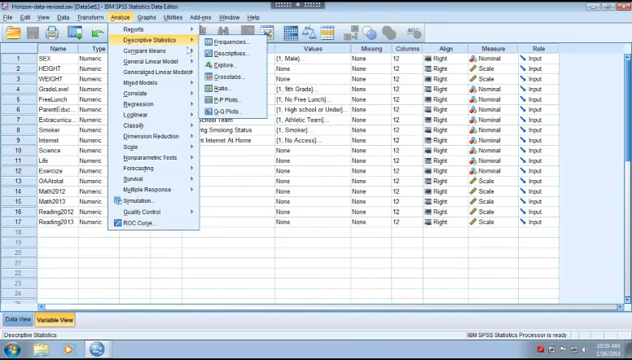 Horizon-data-revised.sav [DataSet1] - IBM SPSS Statistics Data Editor
File Edit View Data Transform Analyze Graphs Utilities Add-ons Window Help
Name Type Values Missing Columns Align Measure Role
1 SEX Numeric {1, Male}... None 12 Right Nominal Input
2 HEIGHT Numeric None None 12 Right Scale Input
3 WEIGHT Numeric None None 12 Right Scale Input
4 GradeLevel Numeric {1, 9th Grade}... None 12 Right Nominal Input
5 FreeLunch Numeric {1, No Free Lunch}... None 12 Right Nominal Input
6 ParentEduc... Numeric {1, High school or Under}... None 12 Right Nominal Input
7 Extracurricu... Numeric School Team {1, Athletic Team}... None 12 Right Nominal Input
8 Smoker Numeric Smoking Status {1, Smoker}... None 12 Right Nominal Input
9 Internet Numeric Internet At Home {1, No Access}... None 12 Right Nominal Input
10 Science Numeric None None 12 Right Nominal Input
11 Life Numeric None None 12 Right Nominal Input
12 Exercize Numeric None None 12 Right Nominal Input
13 OAAtotal Numeric None None 12 Right Scale Input
14 Math2012 Numeric None None 12 Right Scale Input
15 Math2013 Numeric None None 12 Right Scale Input
16 Reading2012 Numeric None None 12 Right Scale Input
17 Reading2013 Numeric None None 12 Right Scale Input
18
19
20
21
22
23
24
Reports
Descriptive Statistics
Compare Means
General Linear Model
Generalized Linear Models
Mixed Models
Correlate
Regression
Loglinear
Classify
Dimension Reduction
Scale
Nonparametric Tests
Forecasting
Survival
Multiple Response
Simulation...
Quality Control
ROC Curve...
Frequencies...
Descriptives...
Explore...
Crosstabs...
Ratio...
P-P Plots...
Q-Q Plots...
Data View Variable View
Descriptive Statistics IBM SPSS Statistics Processor is ready
10:59 AM